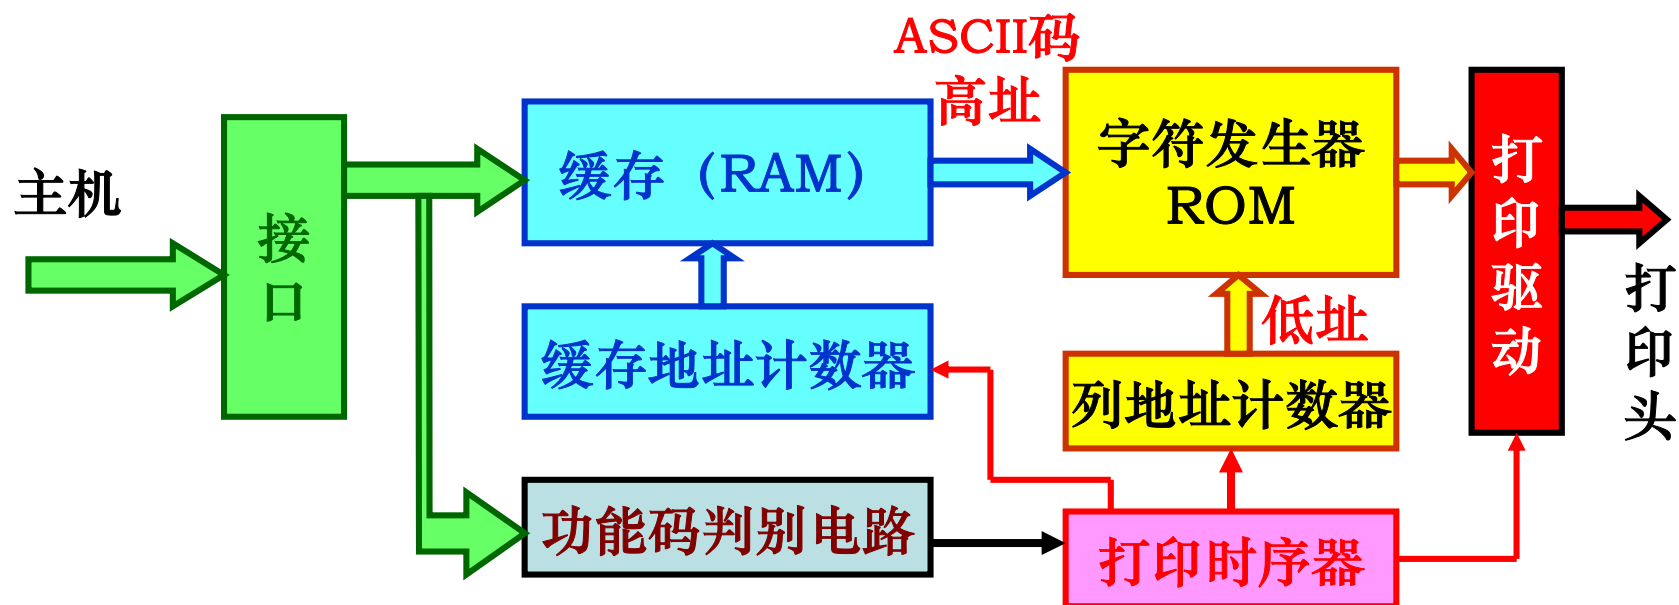 主机
接
口
缓存（RAM）
ASCII码
高址
字符发生器
ROM
打
印
驱
动
打
印
头
缓存地址计数器
低址
列地址计数器
功能码判别电路
打印时序器